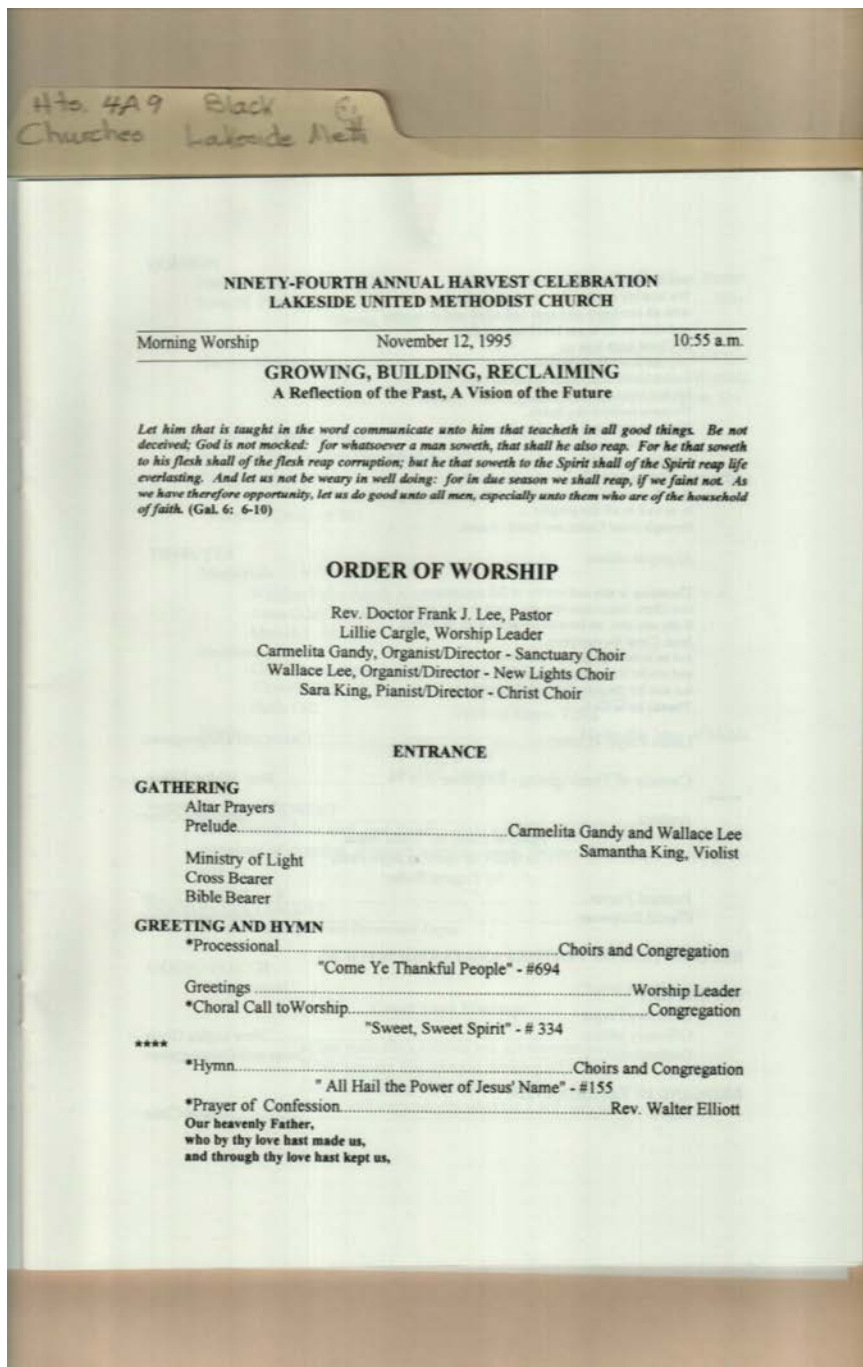 Hts. 4A9 Black
Churches Lakeside Meth
NINETY-FOURTH ANNUAL HARVEST CELEBRATION
LAKESIDE UNITED METHODIST CHURCH
Morning Worship November 12, 1995 10:55 a.m.
GROWING, BUILDING, RECLAIMING
A Reflection of the Past, A Vision of the Future
Let him that is taught in the word communicate unto him that teacheth in all good things. Be not
deceived; God is not mocked: for whatsoever a man soweth, that shall he also reap. For he that soweth
to his flesh shall of the flesh reap corruption; but he that soweth to the Spirit shall of the Spirit reap life
everlasting. And let us not be weary in well doing: for in due season we shall reap, if we faint not. As
we have therefore opportunity, let us do good unto all men, especially unto them who are of the household
of faith. (Gal. 6: 6-10)
ORDER OF WORSHIP
Rev. Doctor Frank J. Lee, Pastor
Lillie Cargle, Worship Leader
Carmelita Gandy, Organist/Director - Sanctuary Choir
Wallace Lee, Organist/Director - New Lights Choir
Sara King, Pianist/Director - Christ Choir
ENTRANCE
GATHERING
Altar Prayers
Prelude..........Carmelita Gandy and Wallace Lee
Samantha King, Violist
Ministry of Light
Cross Bearer
Bible Bearer
GREETING AND HYMN
*Processional..........Choirs and Congregation
"Come Ye Thankful People" - #694
Greetings ..........Worship Leader
*Choral Call toWorship..........Congregation
"Sweet, Sweet Spirit" - # 334
****
*Hymn..........Choirs and Congregation
" All Hail the Power of Jesus' Name" - #155
*Prayer of Confession..........Rev. Walter Elliott
Our heavenly Father,
who by thy love hast made us,
and through thy love hast kept us,